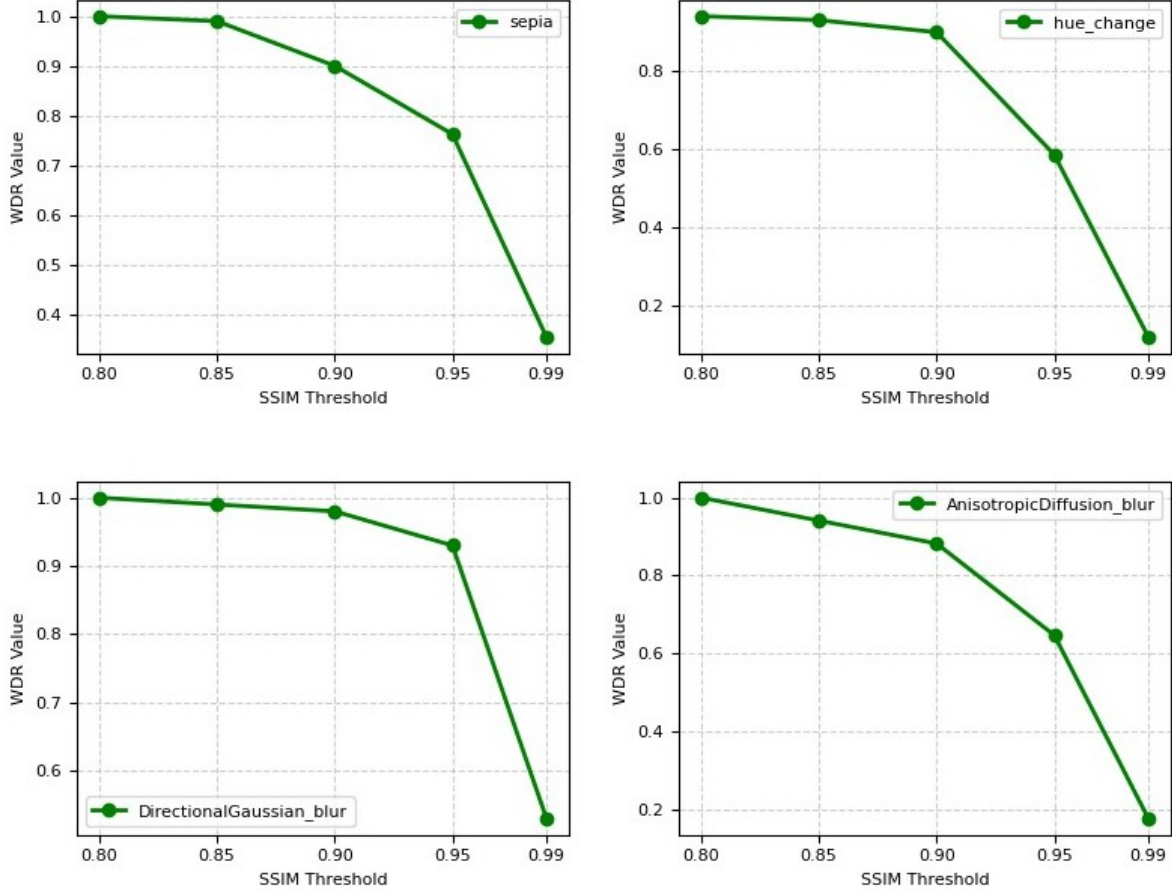 1.0
0.9
0.8
0.7
0.6
0.5
0.4
WDR Value
sepia
0.80 0.85 0.90 0.95 0.99
SSIM Threshold
0.8
0.6
0.4
0.2
WDR Value
hue_change
0.80 0.85 0.90 0.95 0.99
SSIM Threshold
1.0
0.9
0.8
0.7
0.6
WDR Value
DirectionalGaussian_blur
0.80 0.85 0.90 0.95 0.99
SSIM Threshold
1.0
0.8
0.6
0.4
0.2
WDR Value
AnisotropicDiffusion_blur
0.80 0.85 0.90 0.95 0.99
SSIM Threshold